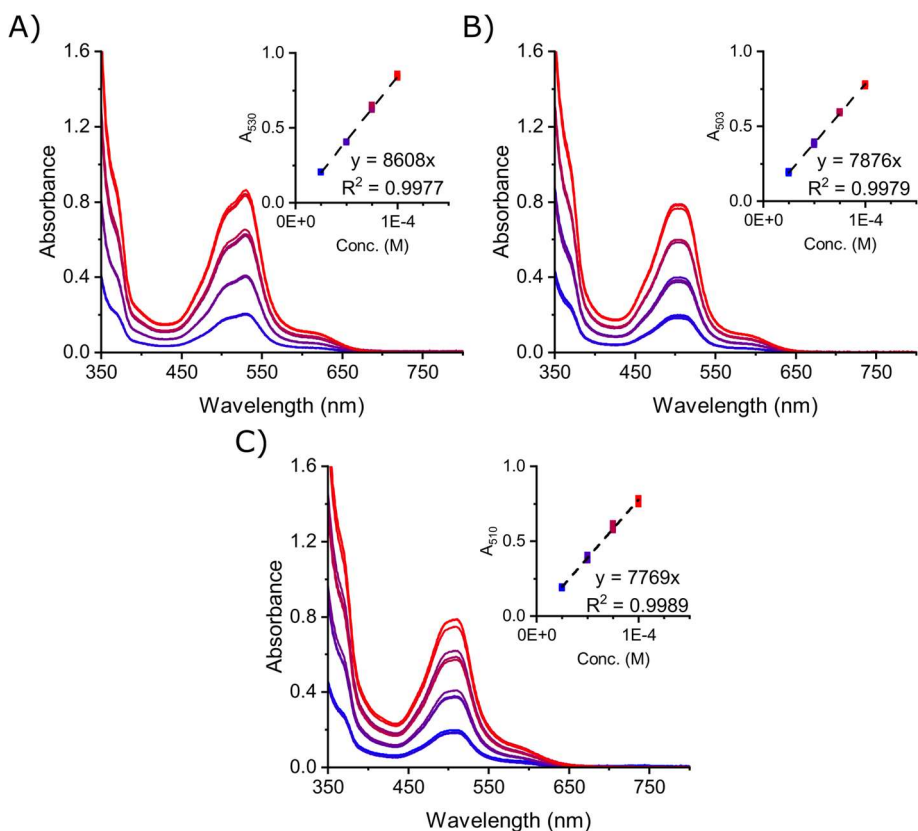 A)
1.6
1.2
0.8
0.4
0.0
350
450
550
650
750
Absorbance
Wavelength (nm)
1.0
0.5
0.0
A₅₃₀
y = 8608x
R² = 0.9977
0E+0
1E-4
Conc. (M)
B)
1.6
1.2
0.8
0.4
0.0
350
450
550
650
750
Absorbance
Wavelength (nm)
1.0
0.5
0.0
A₅₀₃
y = 7876x
R² = 0.9979
0E+0
1E-4
Conc. (M)
C)
1.6
1.2
0.8
0.4
0.0
350
450
550
650
750
Absorbance
Wavelength (nm)
1.0
0.5
0.0
A₅₁₀
y = 7769x
R² = 0.9989
0E+0
1E-4
Conc. (M)